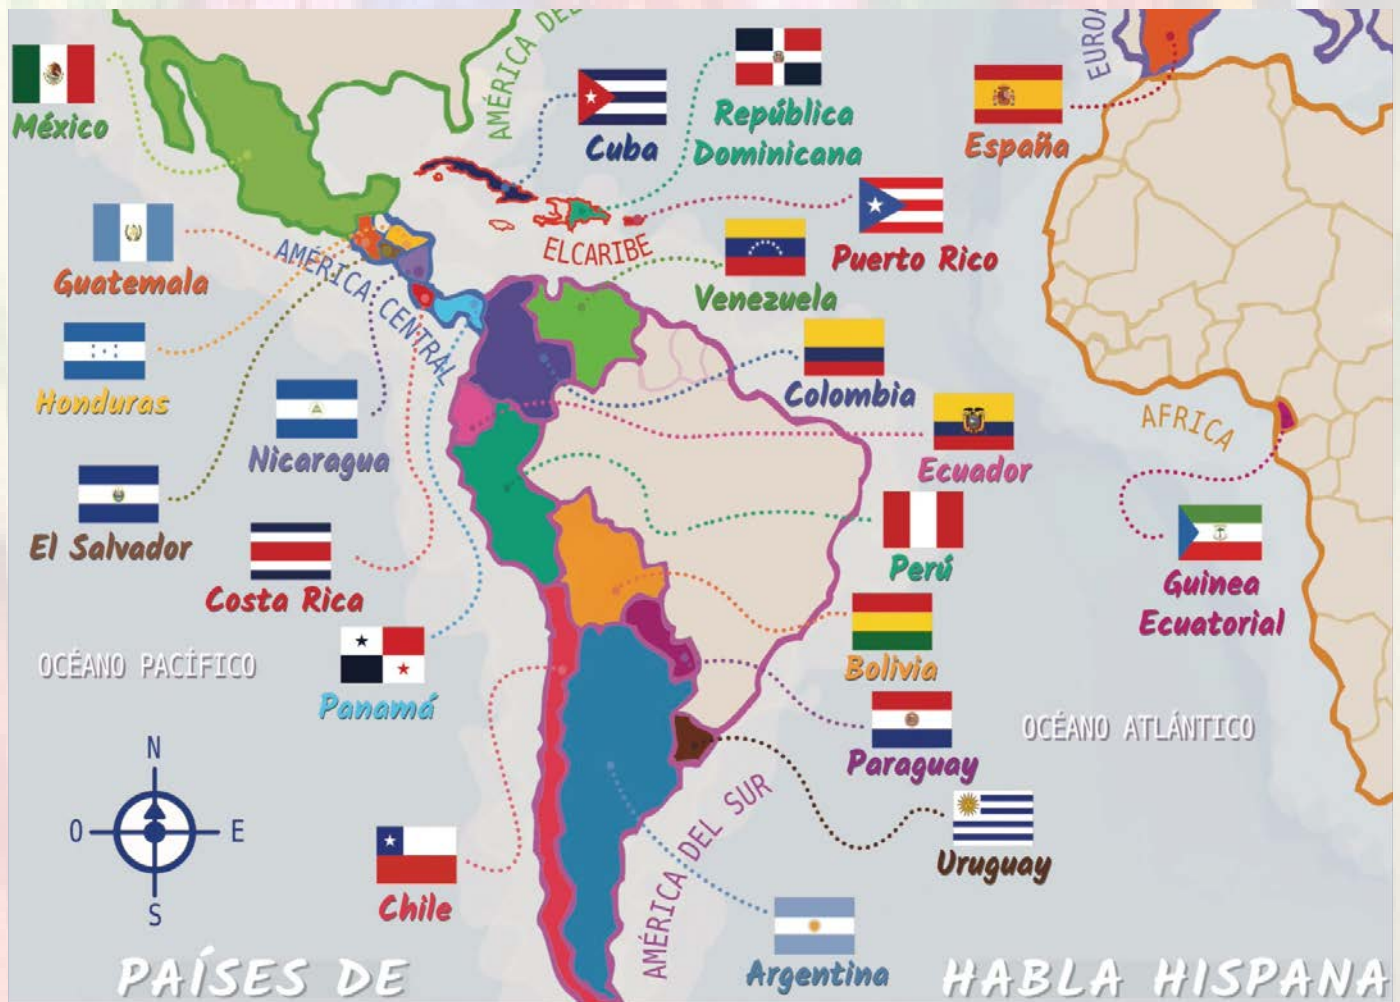 AMÉRICA DEL
EUROPA
México
Cuba
República
Dominicana
España
Guatemala
AMÉRICA CENTRAL
EL CARIBE
Puerto Rico
Venezuela
Honduras
Nicaragua
Colombia
AFRICA
Ecuador
El Salvador
Costa Rica
Perú
Guinea
Ecuatorial
OCÉANO PACÍFICO
Panamá
Bolivia
OCÉANO ATLÁNTICO
Paraguay
N
O
E
S
AMÉRICA DEL SUR
Uruguay
Chile
Argentina
PAÍSES DE
HABLA HISPANA